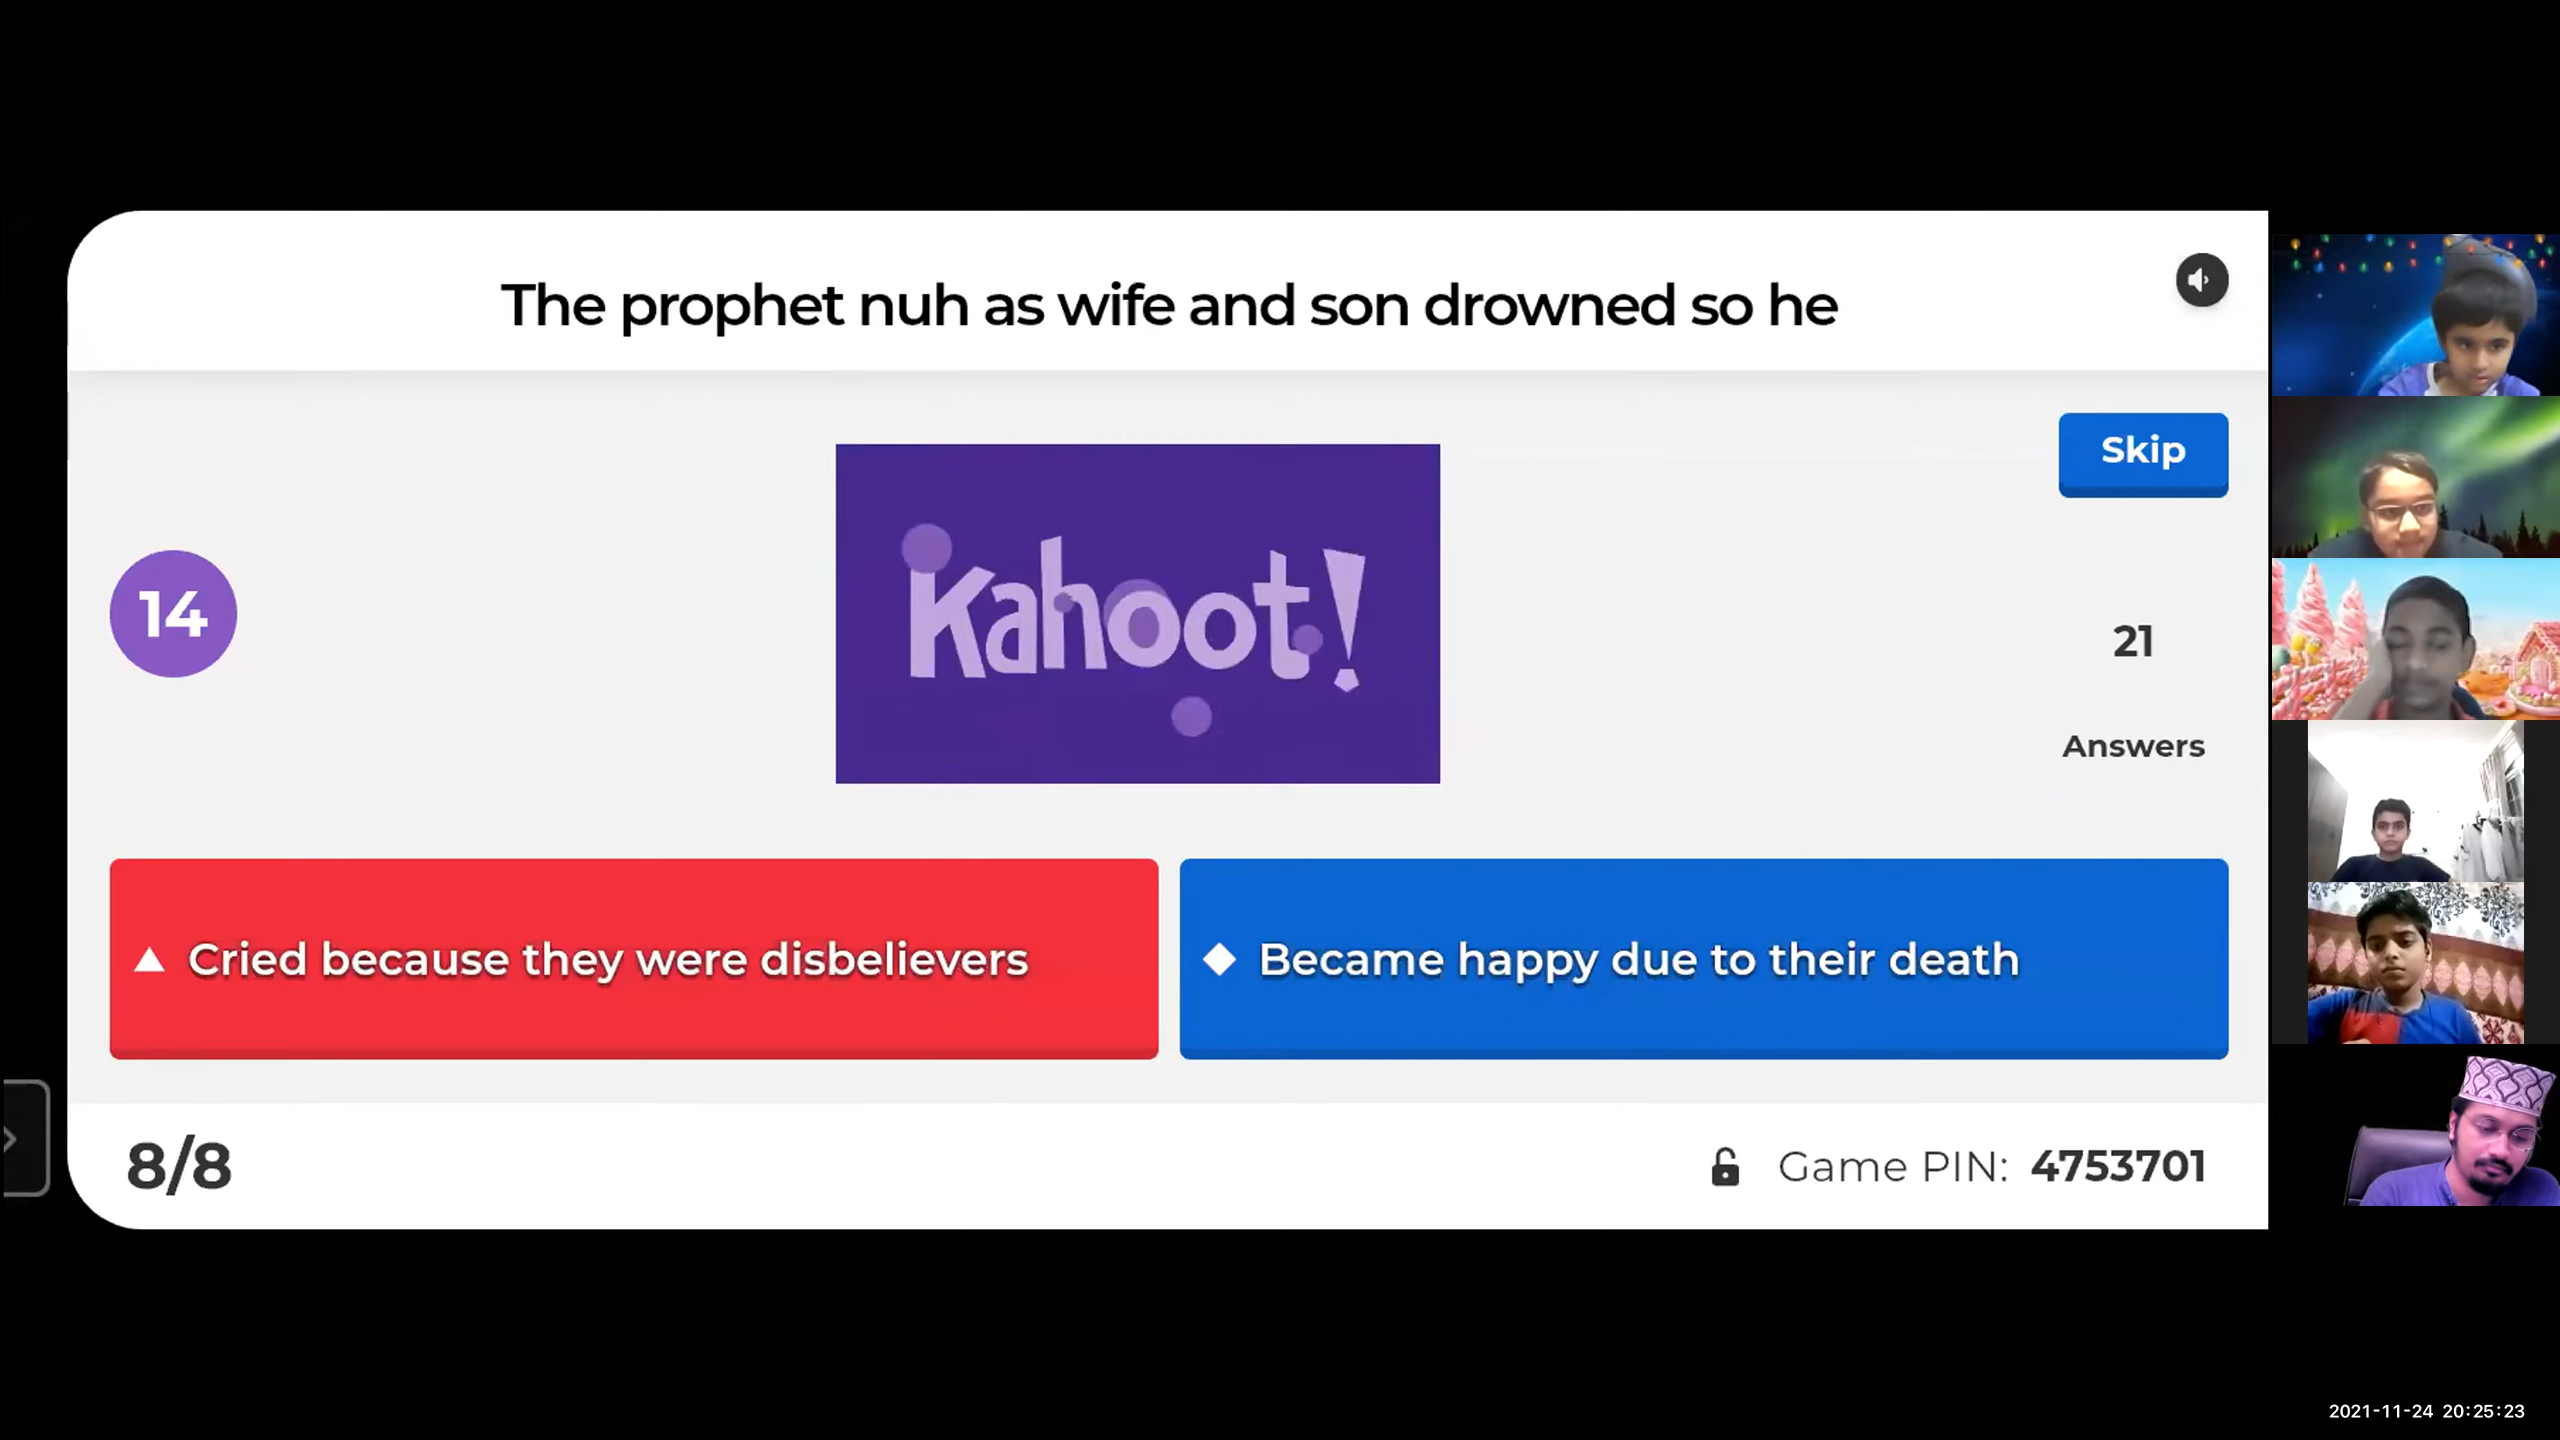 The prophet nuh as wife and son drowned so he
Skip
14
Kahoot!
21
Answers
Cried because they were disbelievers
Became happy due to their death
8/8
Game PIN: 4753701
2021-11-24 20:25:23